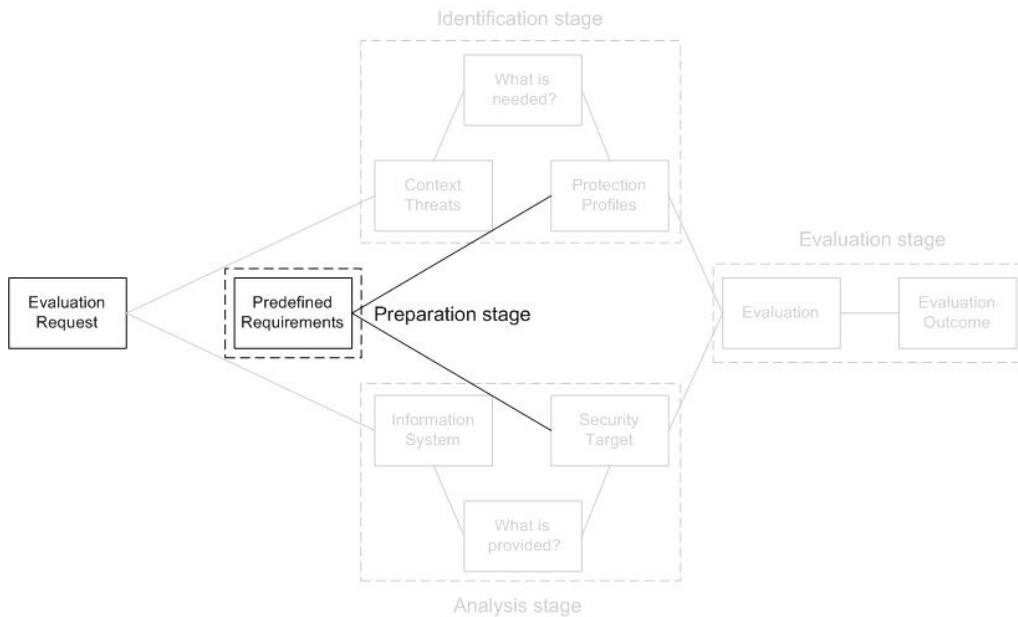 Identification stage
What is
needed?
Context
Threats
Protection
Profiles
Evaluation stage
Evaluation
Request
Predefined
Requirements
Preparation stage
Evaluation
Evaluation
Outcome
Information
System
Security
Target
What is
provided?
Analysis stage